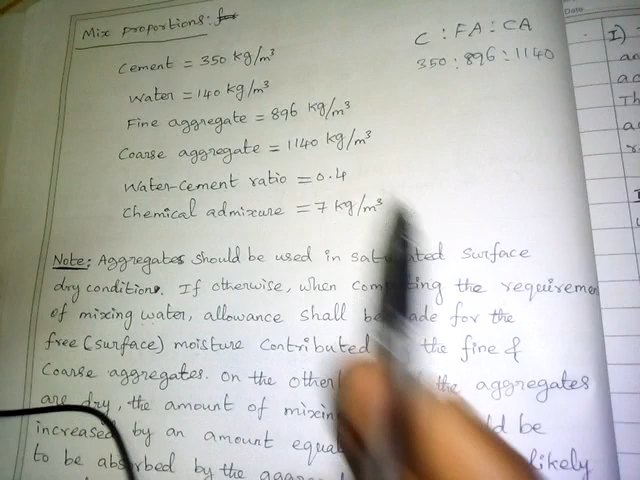 Mix Proportions:
C : FA : CA
350 : 896 : 1140
Cement = 350 kg/m³
Water = 140 kg/m³
Fine aggregate = 896 kg/m³
Coarse aggregate = 1140 kg/m³
Water-cement ratio = 0.4
Chemical admixure = 7 kg/m³
Note: Aggregates should be used in saturated surface
dry condition. If otherwise, when computing the requiremen
of mixing water, allowance shall be made for the
free (surface) moisture contributed the fine &
Coarse aggregates. On the other the aggregates
are dry, the amount of mixin be
increased by an amount equal likely
to be absorbed by the
Date
I)